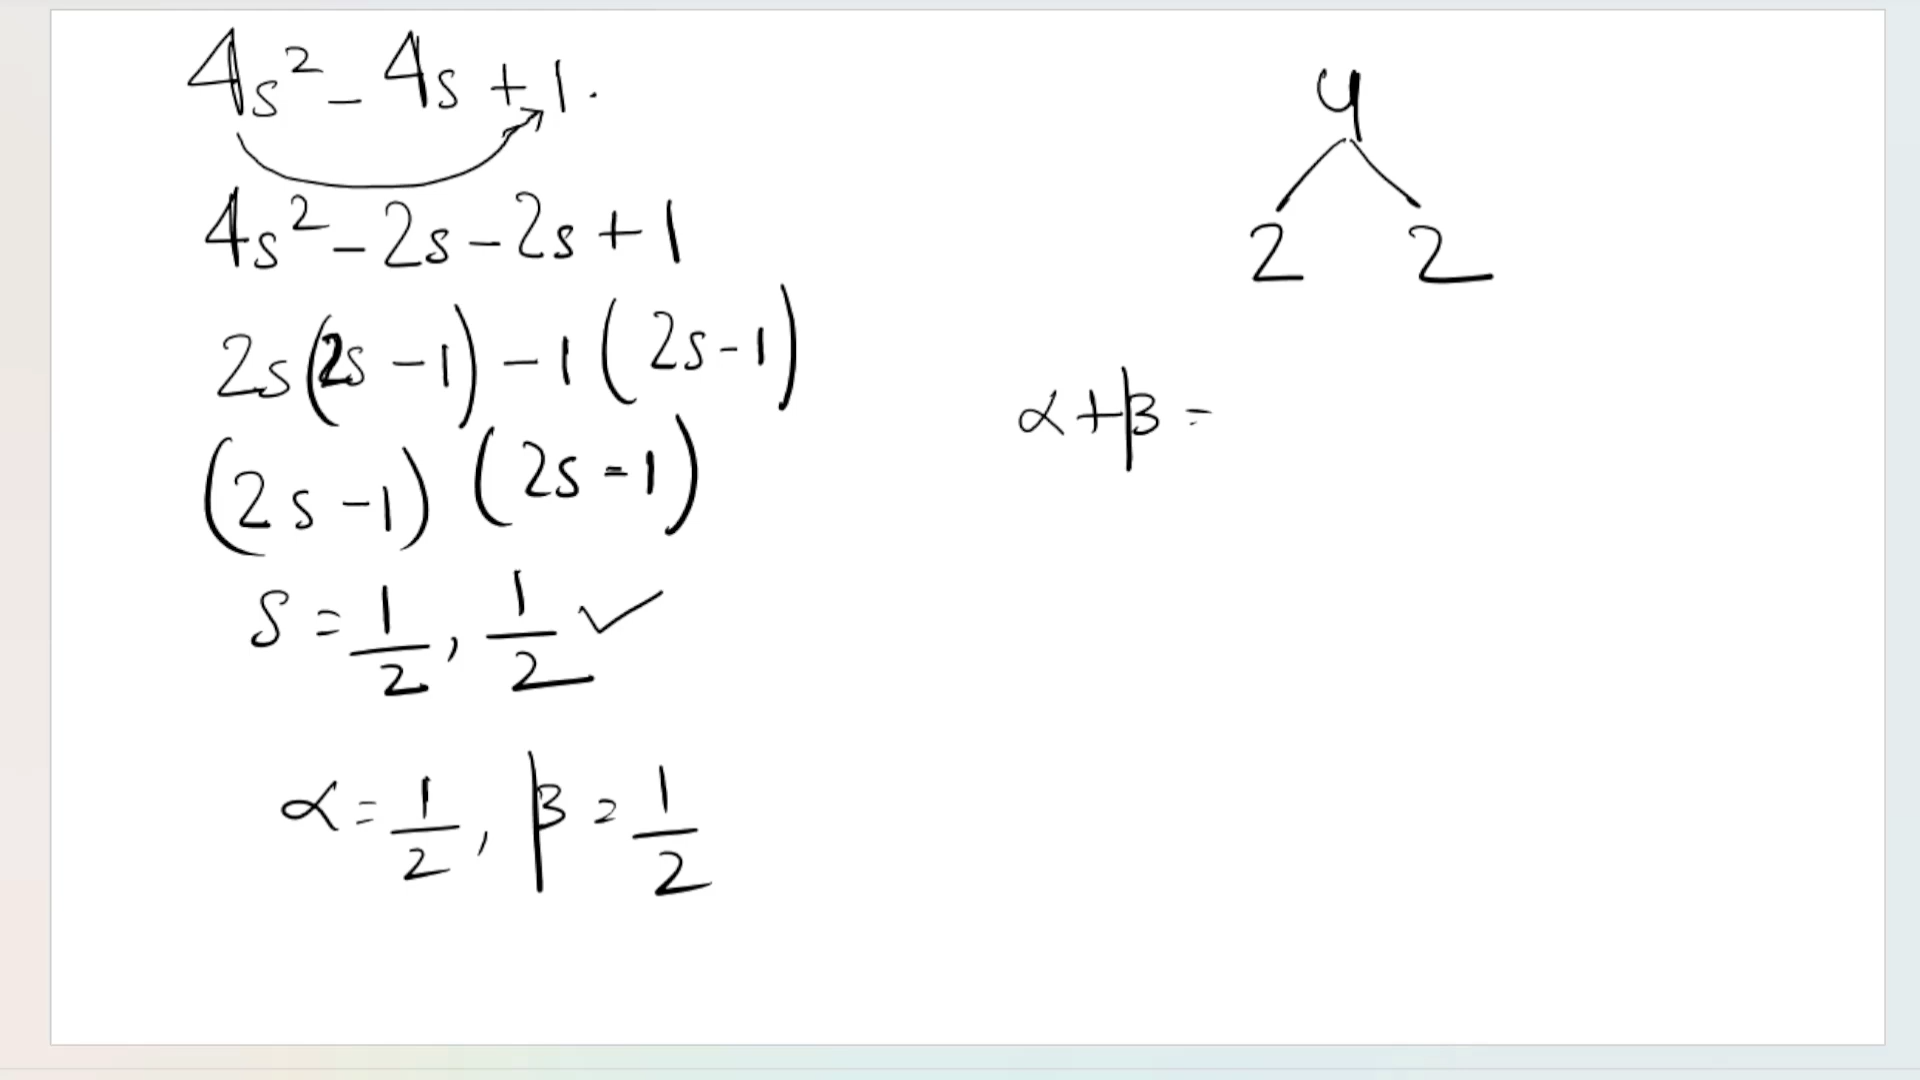 4s² - 4s + 1.
4s² - 2s - 2s + 1
2s(2s - 1) - 1(2s - 1)
(2s - 1) (2s - 1)
s = 1/2, 1/2 ✓
α = 1/2, β = 1/2
4
2 2
α + β =